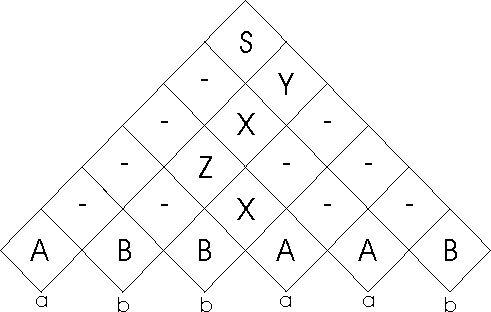 S
- Y
- X -
- Z - -
- - X - -
A B B A A B
a b b a a b